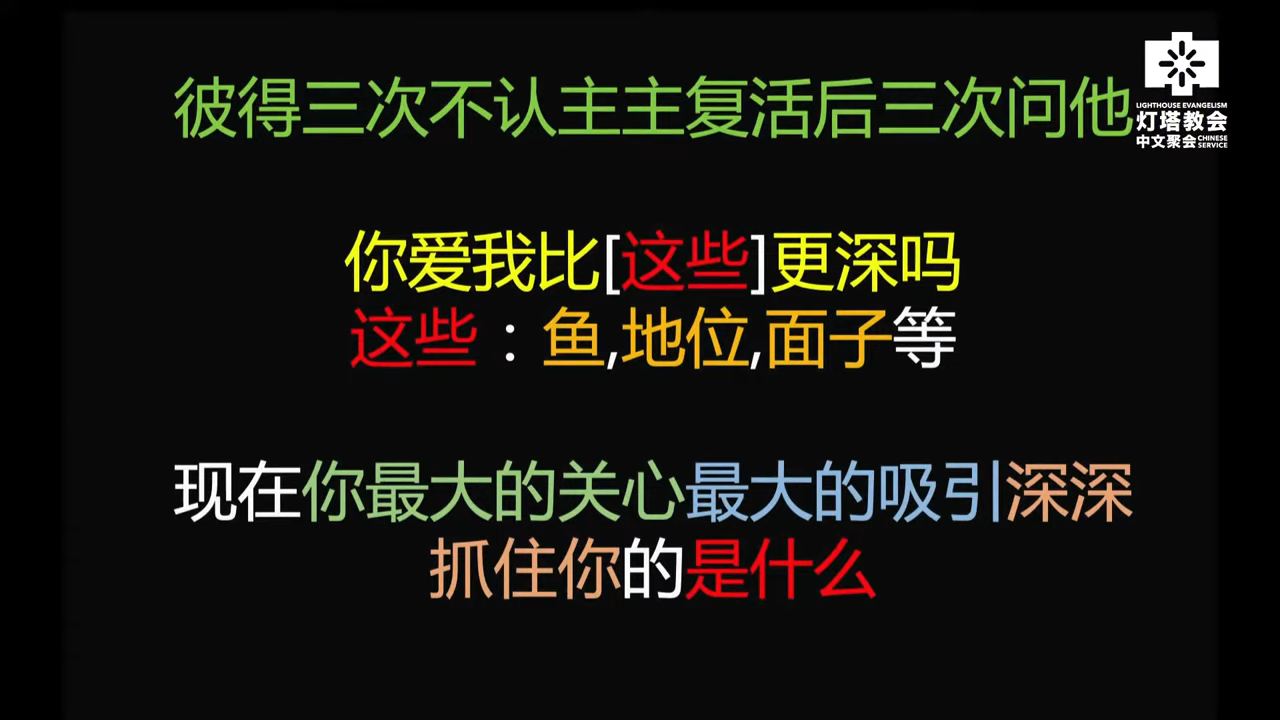 彼得三次不认主主复活后三次问他
你爱我比[这些]更深吗
这些：鱼,地位,面子等
现在你最大的关心最大的吸引深深
抓住你的是什么
LIGHTHOUSE EVANGELISM
灯塔教会
中文聚会 CHINESE SERVICE